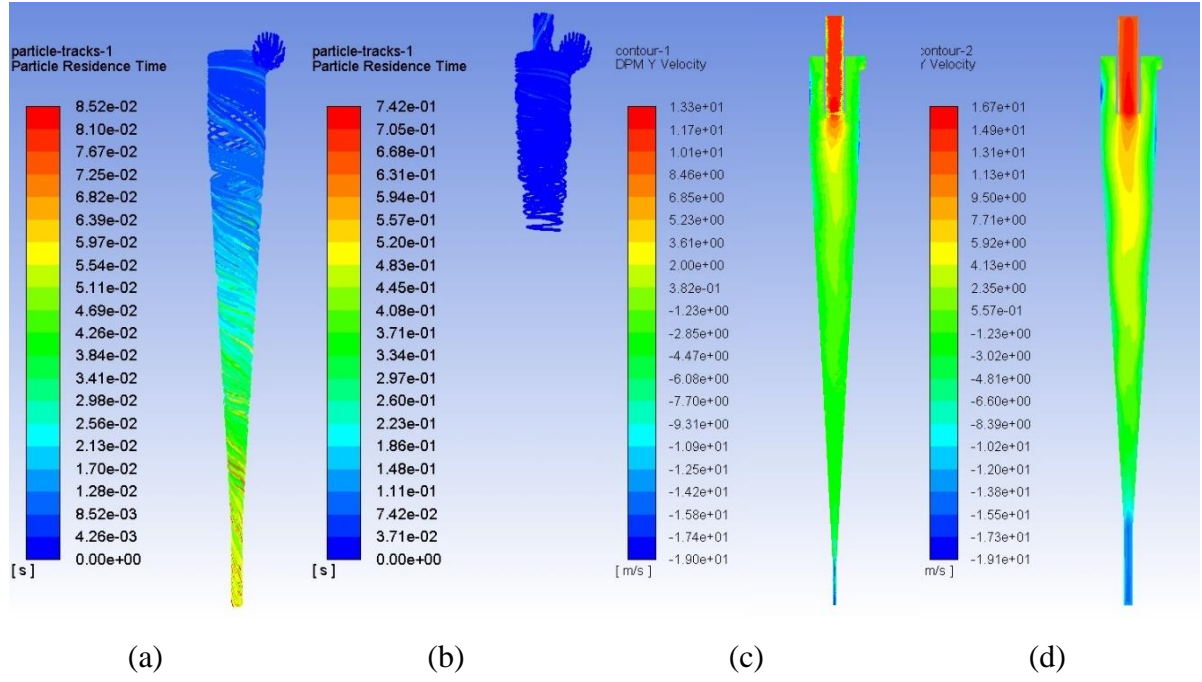 particle-tracks-1
Particle Residence Time
8.52e-02
8.10e-02
7.67e-02
7.25e-02
6.82e-02
6.39e-02
5.97e-02
5.54e-02
5.11e-02
4.69e-02
4.26e-02
3.84e-02
3.41e-02
2.98e-02
2.56e-02
2.13e-02
1.70e-02
1.28e-02
8.52e-03
4.26e-03
0.00e+00
[ s ]
particle-tracks-1
Particle Residence Time
7.42e-01
7.05e-01
6.68e-01
6.31e-01
5.94e-01
5.57e-01
5.20e-01
4.83e-01
4.45e-01
4.08e-01
3.71e-01
3.34e-01
2.97e-01
2.60e-01
2.23e-01
1.86e-01
1.48e-01
1.11e-01
7.42e-02
3.71e-02
0.00e+00
[ s ]
contour-1
DPM Y Velocity
1.33e+01
1.17e+01
1.01e+01
8.46e+00
6.85e+00
5.23e+00
3.61e+00
2.00e+00
3.82e-01
-1.23e+00
-2.85e+00
-4.47e+00
-6.08e+00
-7.70e+00
-9.31e+00
-1.09e+01
-1.25e+01
-1.42e+01
-1.58e+01
-1.74e+01
-1.90e+01
[ m/s ]
contour-2
Y Velocity
1.67e+01
1.49e+01
1.31e+01
1.13e+01
9.50e+00
7.71e+00
5.92e+00
4.13e+00
2.35e+00
5.57e-01
-1.23e+00
-3.02e+00
-4.81e+00
-6.60e+00
-8.39e+00
-1.02e+01
-1.20e+01
-1.38e+01
-1.55e+01
-1.73e+01
-1.91e+01
m/s ]
(a) (b) (c) (d)